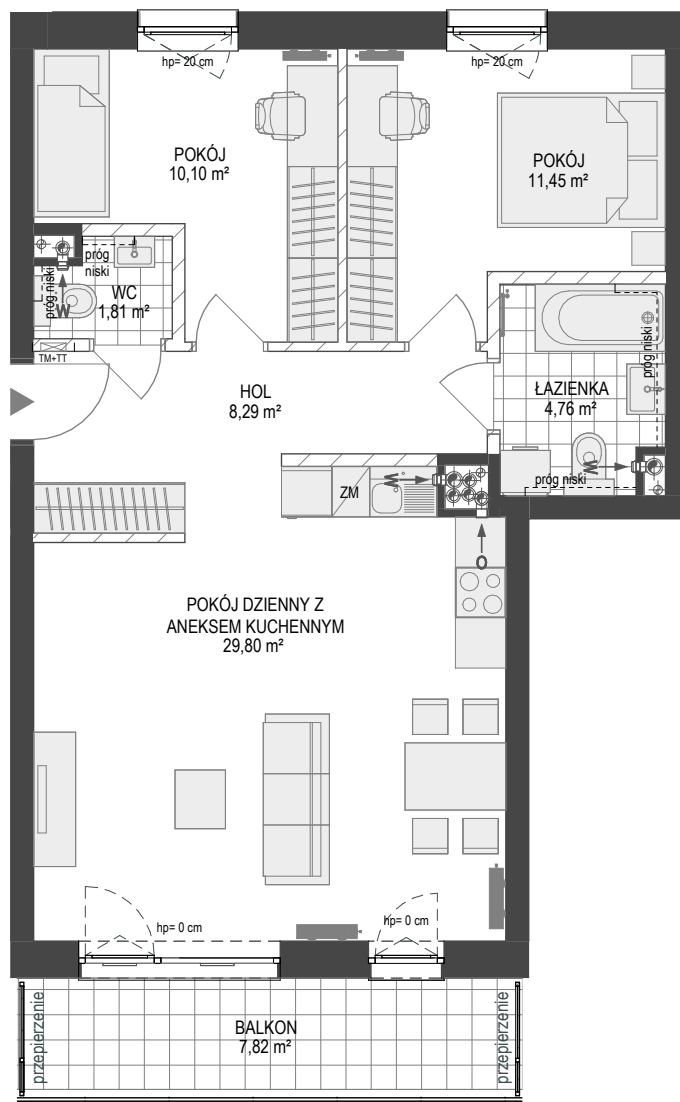 hp= 20 cm
hp= 20 cm
POKÓJ
10,10 m²
POKÓJ
11,45 m²
próg
niski
próg niski
W
WC
1,81 m²
TM+TT
HOL
8,29 m²
próg niski
ŁAZIENKA
4,76 m²
W
próg niski
ZM
W
O
POKÓJ DZIENNY Z
ANEKSEM KUCHENNYM
29,80 m²
hp= 0 cm
hp= 0 cm
przepierzenie
BALKON
7,82 m²
przepierzenie